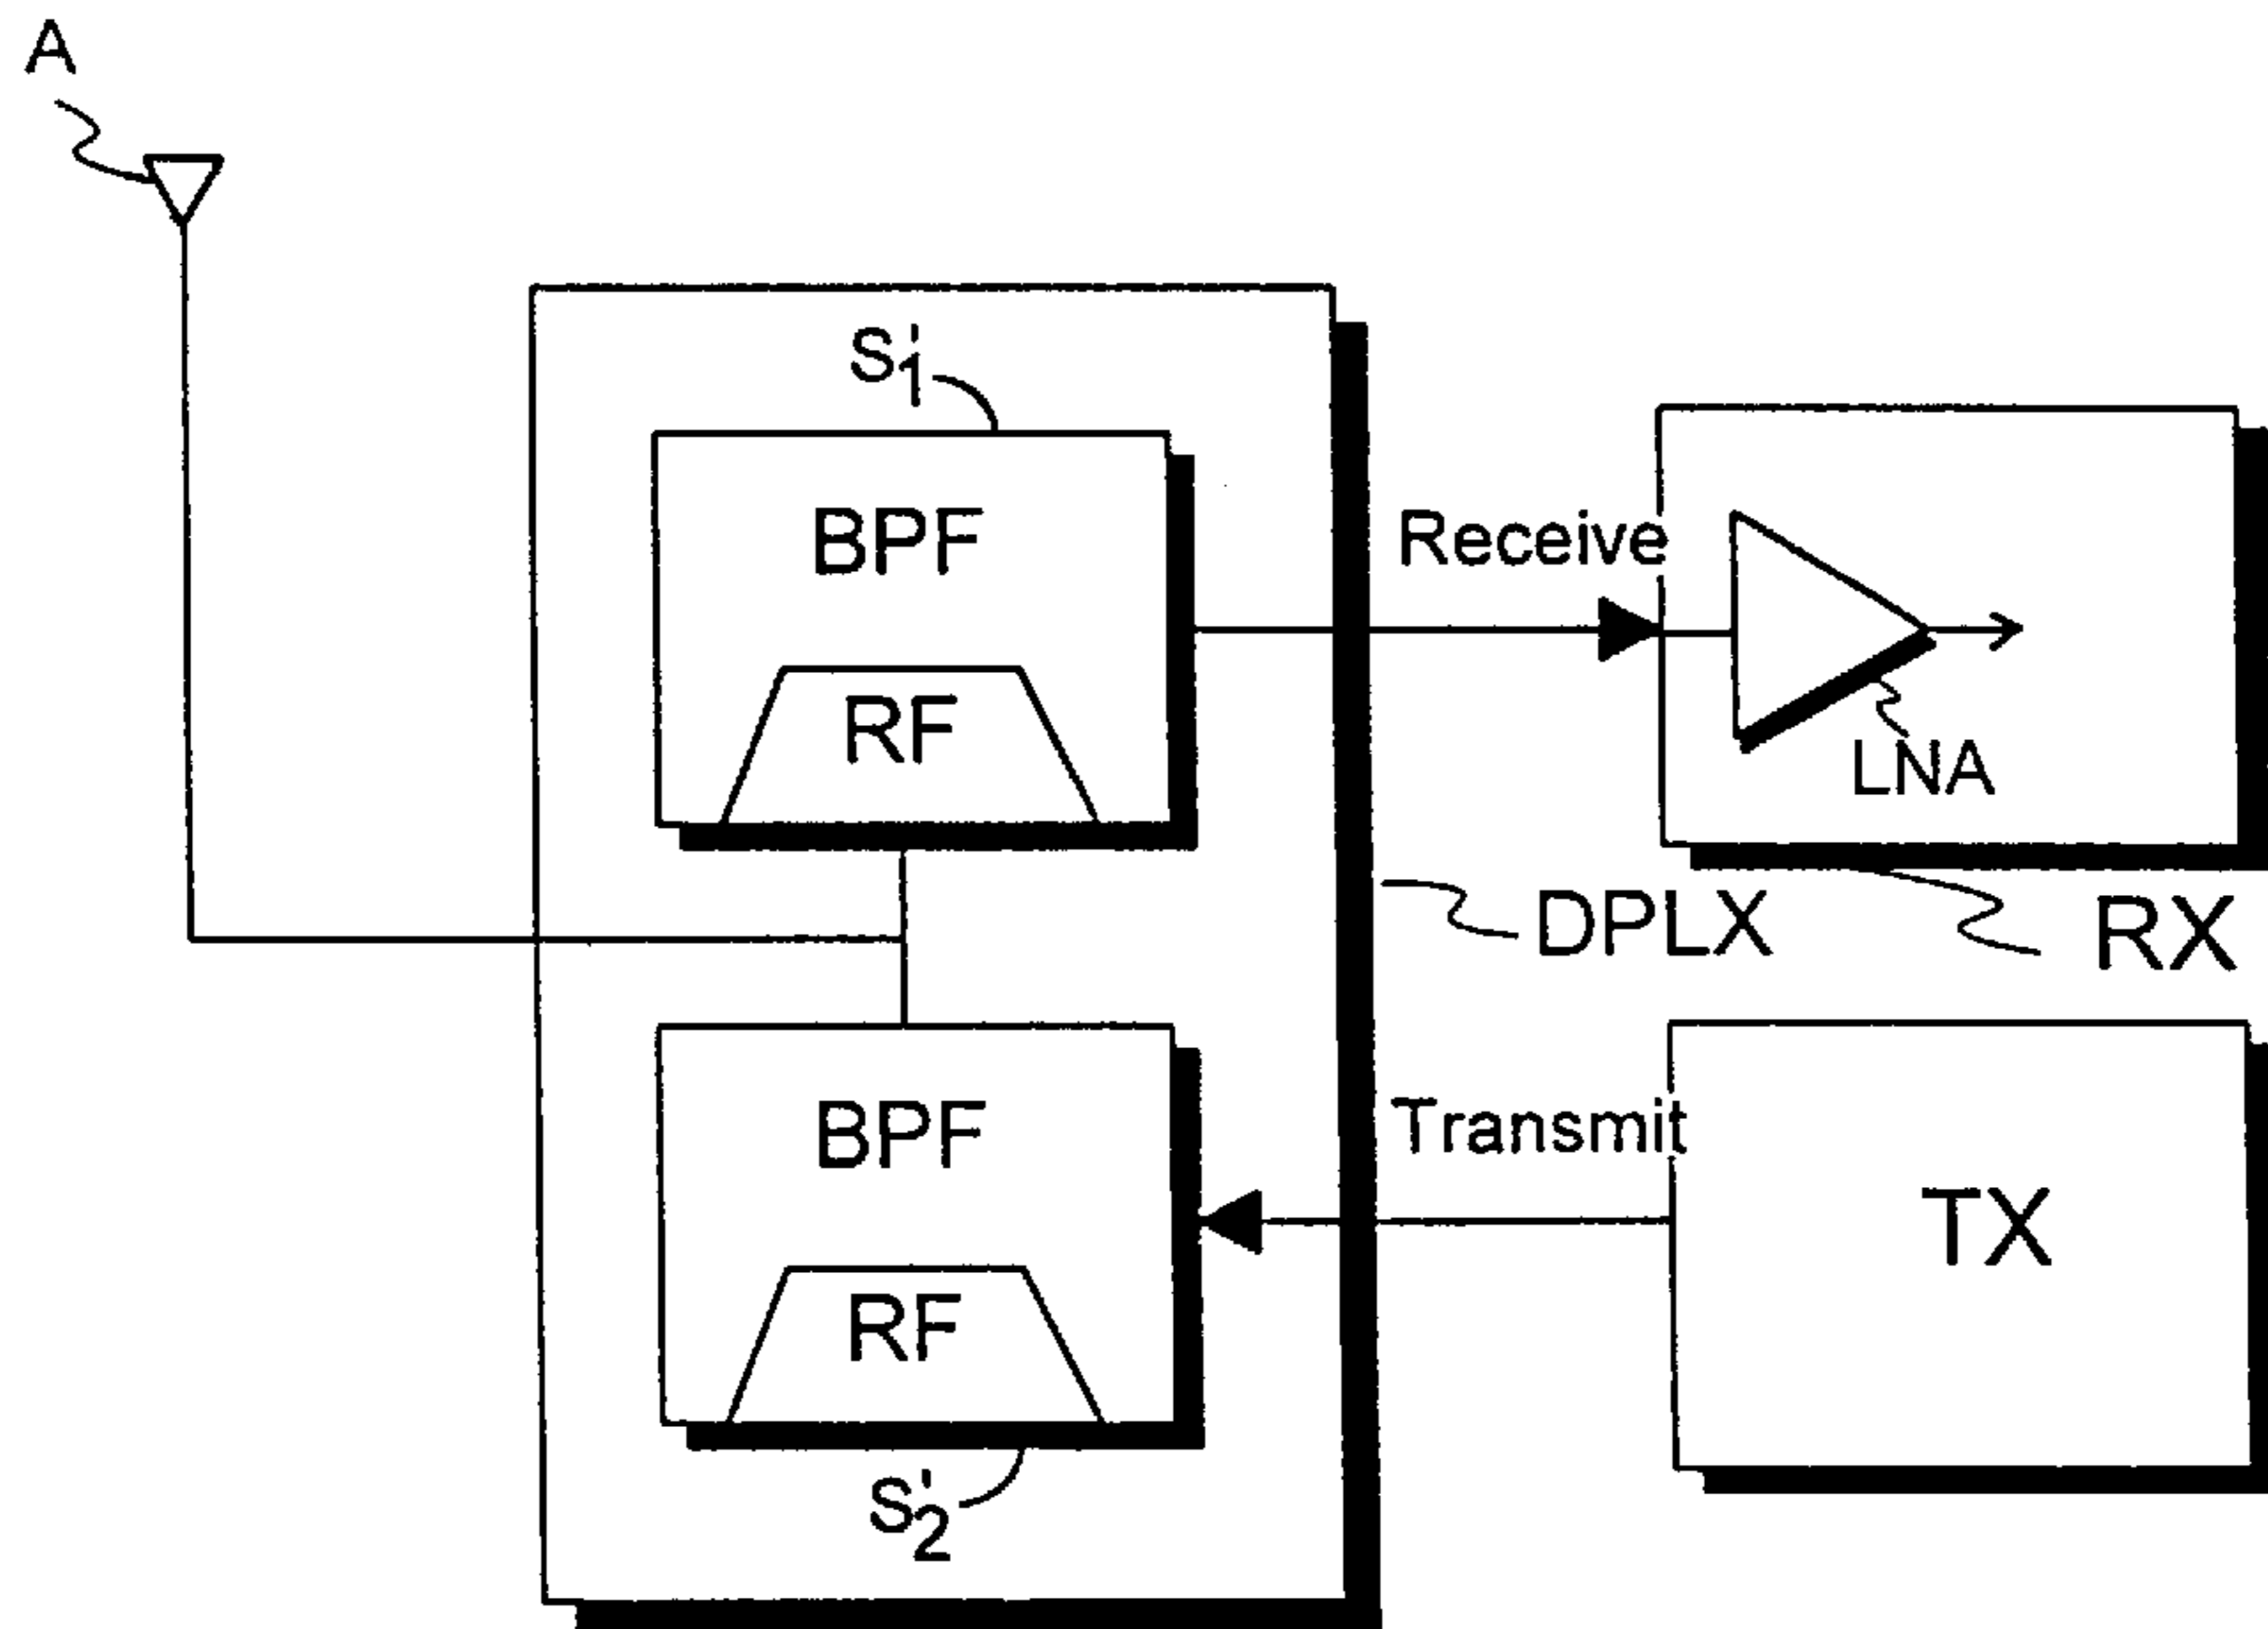 A
S'1
BPF
RF
Receive
LNA
DPLX
RX
BPF
RF
Transmit
TX
S'2